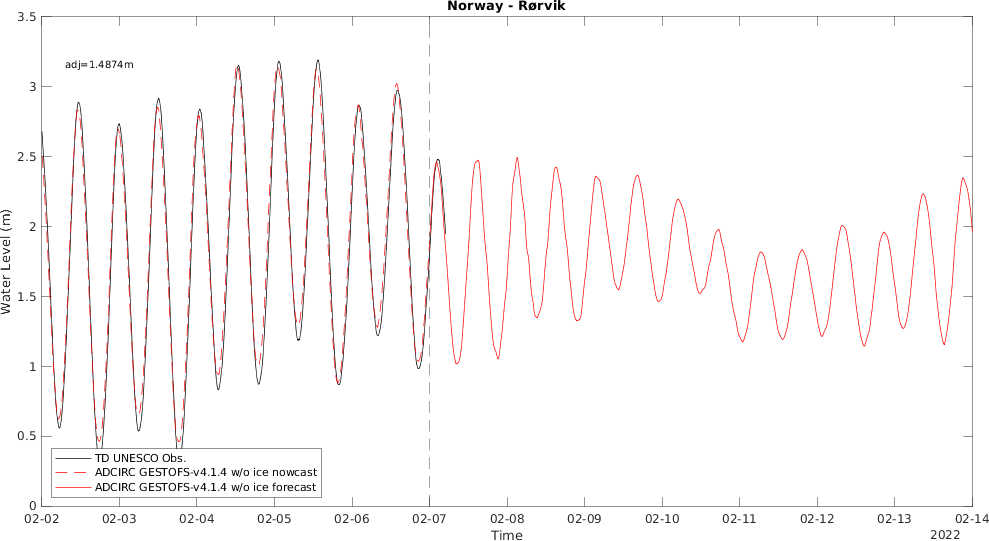 Norway - Rørvik
adj=1.4874m
3.5
3
2.5
2
1.5
1
0.5
0
Water Level (m)
TD UNESCO Obs.
ADCIRC GESTOFS-v4.1.4 w/o ice nowcast
ADCIRC GESTOFS-v4.1.4 w/o ice forecast
02-02 02-03 02-04 02-05 02-06 02-07 02-08 02-09 02-10 02-11 02-12 02-13 02-14
Time
2022